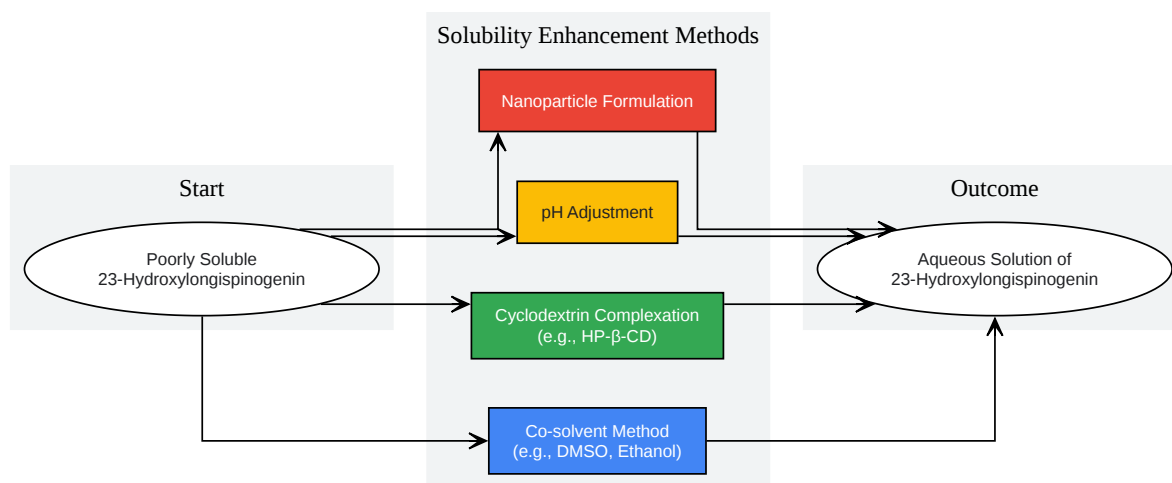 Solubility Enhancement Methods
Nanoparticle Formulation
Start
pH Adjustment
Outcome
Poorly Soluble
23-Hydroxylongispinogenin
Aqueous Solution of
23-Hydroxylongispinogenin
Cyclodextrin Complexation
(e.g., HP-β-CD)
Co-solvent Method
(e.g., DMSO, Ethanol)